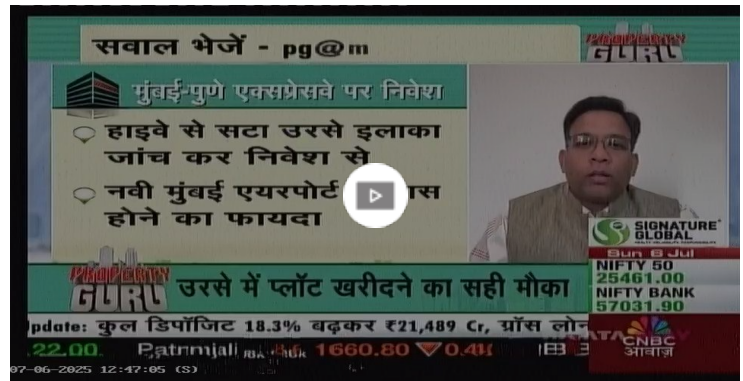 सवाल भेजें - pg@m
PROPERTY
GURU
मुंबई-पुणे एक्सप्रेसवे पर निवेश
हाइवे से सटा उरसे इलाका
जांच कर निवेश से
नवी मुंबई एयरपोर्ट
होने का फायदा
SIGNATURE
GLOBAL
Sun 6 Jul
NIFTY 50
25461.00
NIFTY BANK
57031.90
PROPERTY
GURU
उरसे में प्लॉट खरीदने का सही मौका
pdate: कुल डिपॉजिट 18.3% बढ़कर ₹21,489 Cr, ग्रॉस लोन
CNBC
आवाज़
22.00 1660.80
07-06-2025 12:47:05 (S)